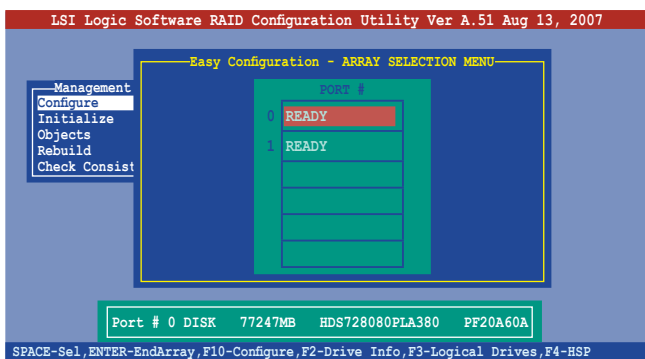 LSI Logic Software RAID Configuration Utility Ver A.51 Aug 13, 2007
Easy Configuration - ARRAY SELECTION MENU
Management
Configure
Initialize
Objects
Rebuild
Check Consist
PORT #
0 READY
1 READY
Port # 0 DISK 77247MB HDS728080PLA380 PF20A60A
SPACE-Sel,ENTER-EndArray,F10-Configure,F2-Drive Info,F3-Logical Drives,F4-HSP